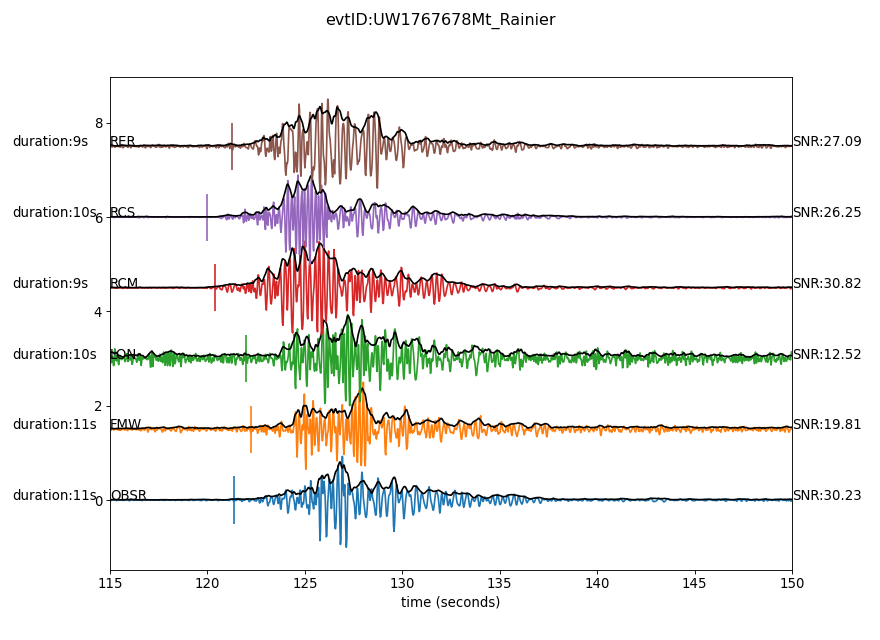 evtID:UW1767678Mt_Rainier
8
duration:9s RER SNR:27.09
duration:10s RCS SNR:26.25
6
duration:9s RCM SNR:30.82
4
duration:10s LON SNR:12.52
2
duration:11s FMW SNR:19.81
duration:11s OBSR SNR:30.23
0
115 120 125 130 135 140 145 150
time (seconds)